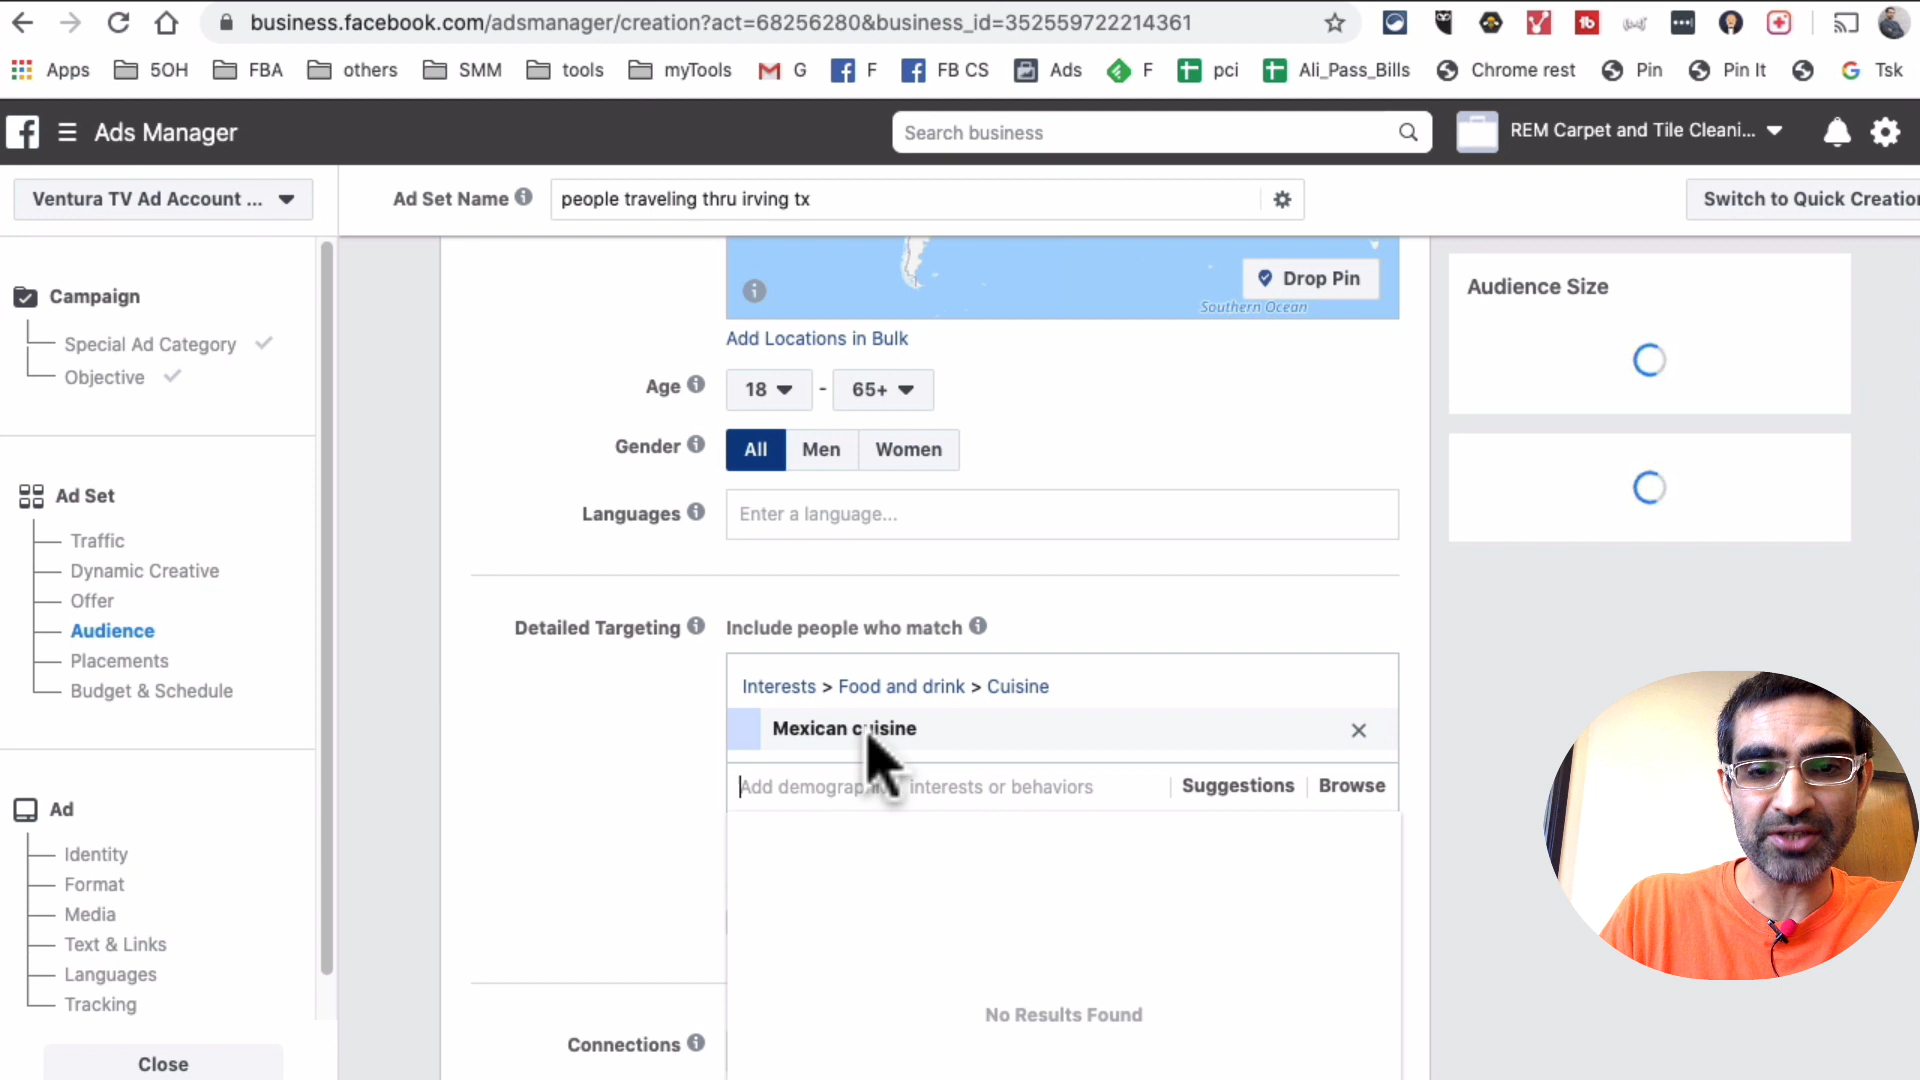 business.facebook.com/adsmanager/creation?act=68256280&business_id=352559722214361
Apps 5OH FBA others SMM tools myTools G F FB CS Ads F pci Ali_Pass_Bills Chrome rest Pin Pin It Tsk
Ads Manager
Search business
REM Carpet and Tile Cleani...
Ventura TV Ad Account ...
Ad Set Name
people traveling thru irving tx
Switch to Quick Creation
Campaign
Special Ad Category
Objective
Ad Set
Traffic
Dynamic Creative
Offer
Audience
Placements
Budget & Schedule
Ad
Identity
Format
Media
Text & Links
Languages
Tracking
Close
Drop Pin
Southern Ocean
Add Locations in Bulk
Age 18 - 65+
Gender All Men Women
Languages Enter a language...
Detailed Targeting Include people who match
Interests > Food and drink > Cuisine
Mexican cuisine
Add demographics, interests or behaviors Suggestions Browse
No Results Found
Connections
Audience Size